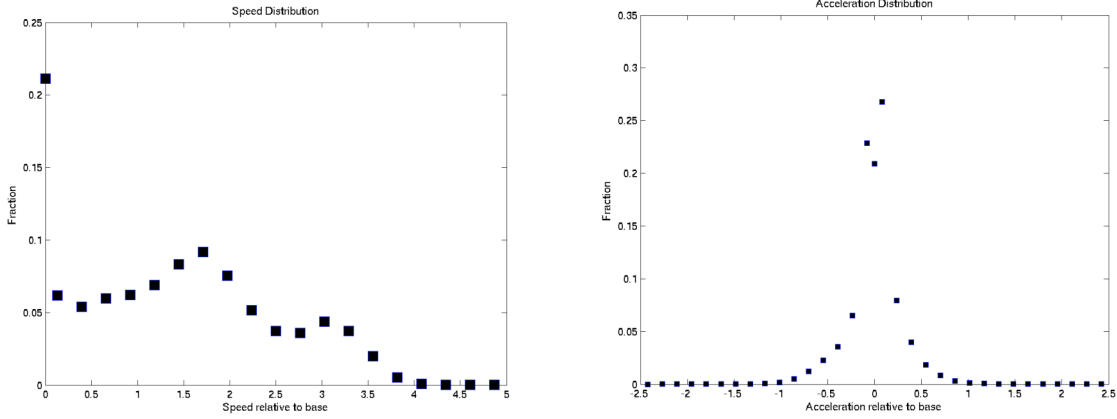 Speed Distribution
0.25
0.2
0.15
0.1
0.05
0
Fraction
0 0.5 1 1.5 2 2.5 3 3.5 4 4.5 5
Speed relative to base
Acceleration Distribution
0.35
0.3
0.25
0.2
0.15
0.1
0.05
0
Fraction
-2.5 -2 -1.5 -1 -0.5 0 0.5 1 1.5 2 2.5
Acceleration relative to base